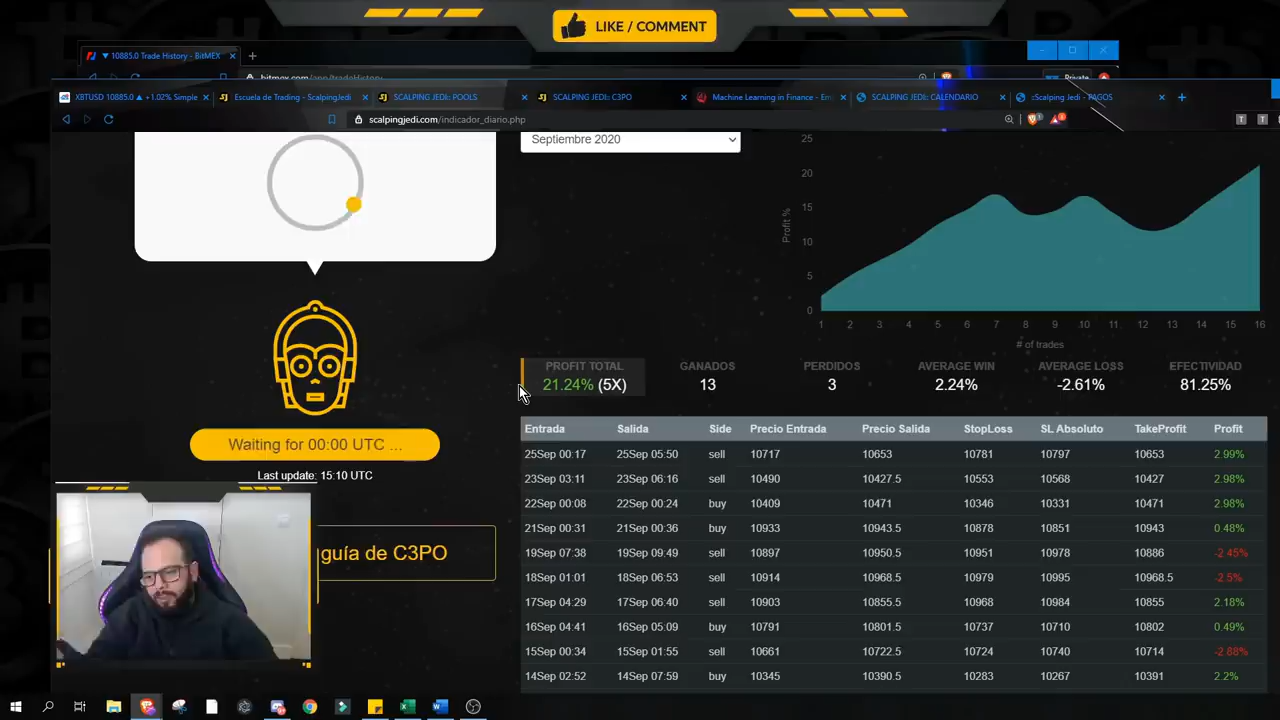 LIKE / COMMENT
10885.0 Trade History - BitMEX
bitmex.com/app/tradeHistory
Private
XBTUSD 10885.0 ▲ +1.02% Simple
Escuela de Trading - ScalpingJedi
SCALPING JEDI:: POOLS
SCALPING JEDI:: C3PO
Machine Learning in Finance - Em
SCALPING JEDI:: CALENDARIO
::Scalping Jedi - PAGOS
scalpingjedi.com/indicador_diario.php
Septiembre 2020
25
20
15
10
5
0
Profit %
1 2 3 4 5 6 7 8 9 10 11 12 13 14 15 16
# of trades
PROFIT TOTAL GANADOS PERDIDOS AVERAGE WIN AVERAGE LOSS EFECTIVIDAD
21.24% (5X) 13 3 2.24% -2.61% 81.25%
Waiting for 00:00 UTC ...
Last update: 15:10 UTC
guía de C3PO
Entrada Salida Side Precio Entrada Precio Salida StopLoss SL Absoluto TakeProfit Profit
25Sep 00:17 25Sep 05:50 sell 10717 10653 10781 10797 10653 2.99%
23Sep 03:11 23Sep 06:16 sell 10490 10427.5 10553 10568 10427 2.98%
22Sep 00:08 22Sep 00:24 buy 10409 10471 10346 10331 10471 2.98%
21Sep 00:31 21Sep 00:36 buy 10933 10943.5 10878 10851 10943 0.48%
19Sep 07:38 19Sep 09:49 sell 10897 10950.5 10951 10978 10886 -2.45%
18Sep 01:01 18Sep 06:53 sell 10914 10968.5 10979 10995 10968.5 -2.5%
17Sep 04:29 17Sep 06:40 sell 10903 10855.5 10968 10984 10855 2.18%
16Sep 04:41 16Sep 05:09 buy 10791 10801.5 10737 10710 10802 0.49%
15Sep 00:34 15Sep 01:55 sell 10661 10722.5 10724 10740 10714 -2.88%
14Sep 02:52 14Sep 07:59 buy 10345 10390.5 10283 10267 10391 2.2%